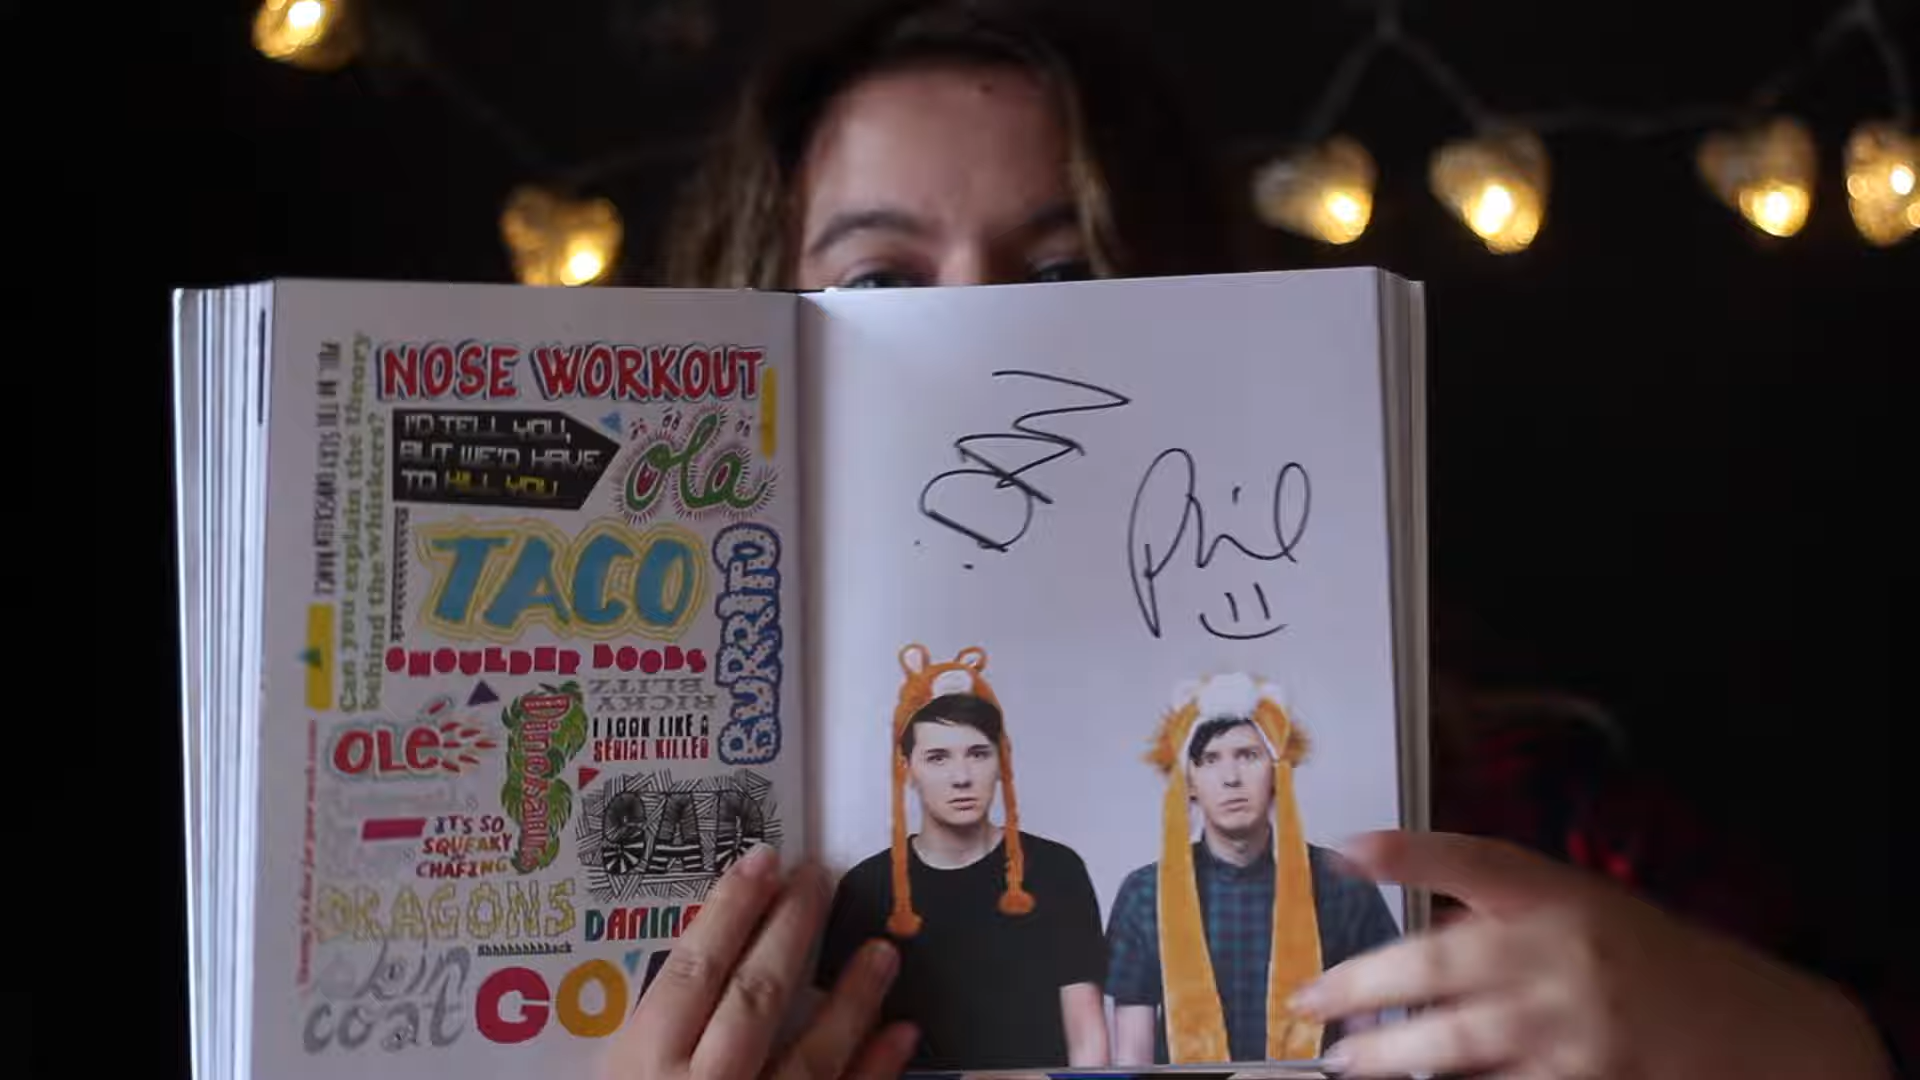 NOSE WORKOUT
I'D TELL YOU,
BUT WE'D HAVE
TO KILL YOU
ola
Can you explain the theory
behind the whiskers?
TACO
BURRITO
SHOULDER BOOBS
BLITZ
RICKY
I LOOK LIKE A
SERIAL KILLER
OLé
Dinosaurs
SAD
IT'S SO
SQUEAKY
CHAFING
DRAGONS
skin
coat
GO
DAN
Phil